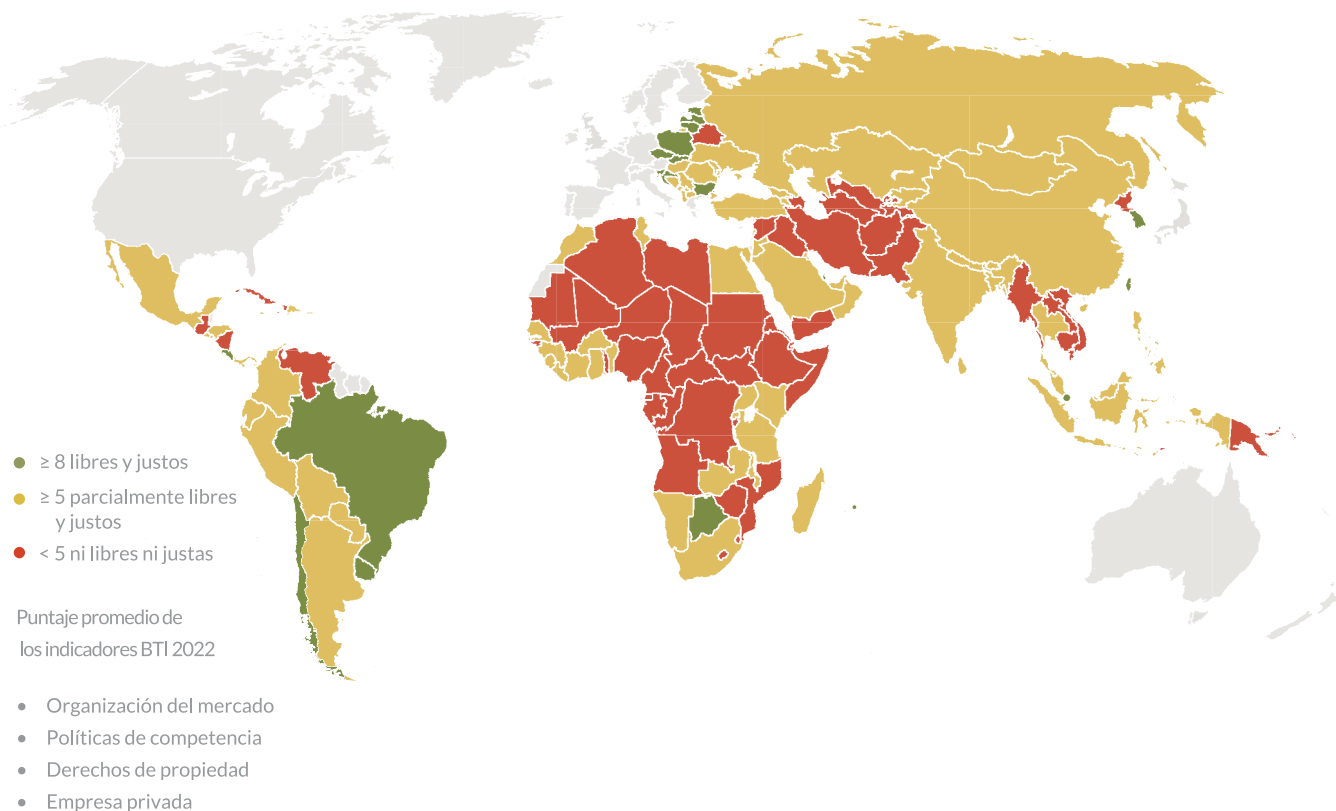 ≥ 8 libres y justos
≥ 5 parcialmente libres
y justos
< 5 ni libres ni justas
Puntaje promedio de
los indicadores BTI 2022
• Organización del mercado
• Políticas de competencia
• Derechos de propiedad
• Empresa privada